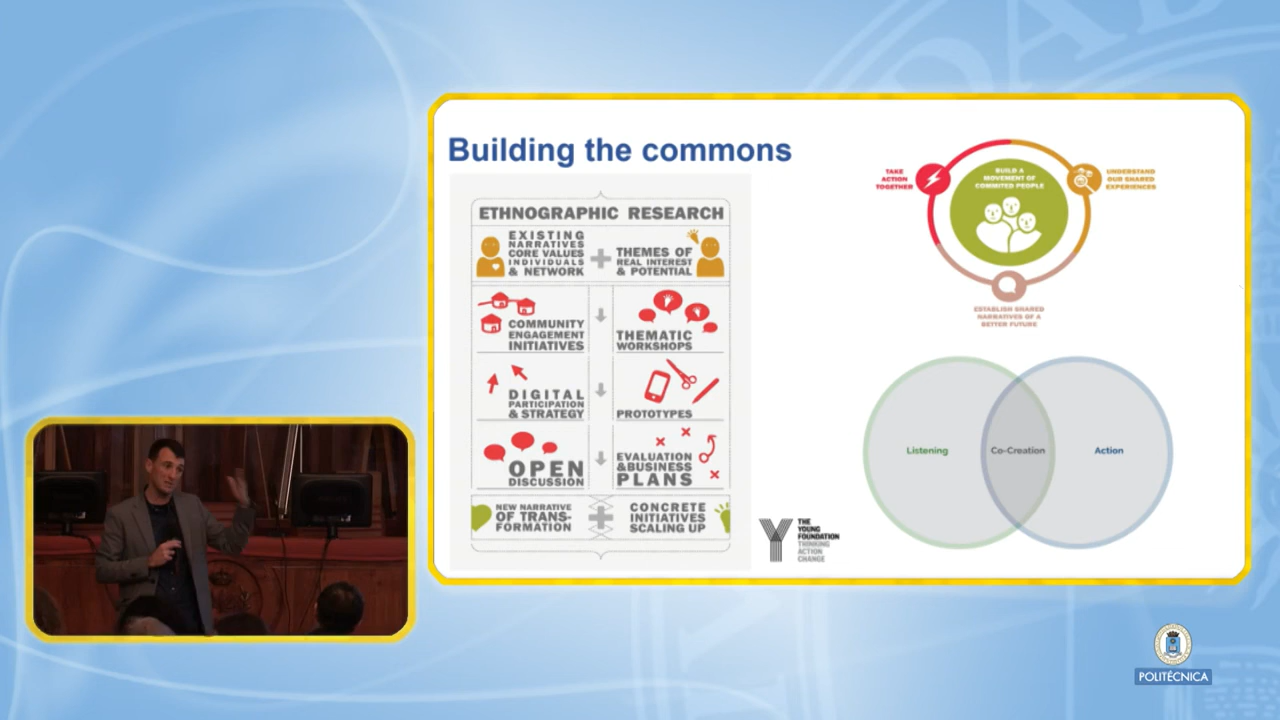 Building the commons
ETHNOGRAPHIC RESEARCH
EXISTING
NARRATIVES
CORE VALUES
INDIVIDUALS
& NETWORK
THEMES OF
REAL INTEREST
& POTENTIAL
COMMUNITY
ENGAGEMENT
INITIATIVES
THEMATIC
WORKSHOPS
DIGITAL
PARTICIPATION
& STRATEGY
PROTOTYPES
OPEN
DISCUSSION
EVALUATION
&BUSINESS
PLANS
NEW NARRATIVE
OF TRANS-
FORMATION
CONCRETE
INITIATIVES
SCALING UP
THE
YOUNG
FOUNDATION
THINKING
ACTION
CHANGE
TAKE
ACTION
TOGETHER
BUILD A
MOVEMENT OF
COMMITED PEOPLE
UNDERSTAND
OUR SHARED
EXPERIENCES
ESTABLISH SHARED
NARRATIVES OF A
BETTER FUTURE
Listening
Co-Creation
Action
POLITÉCNICA